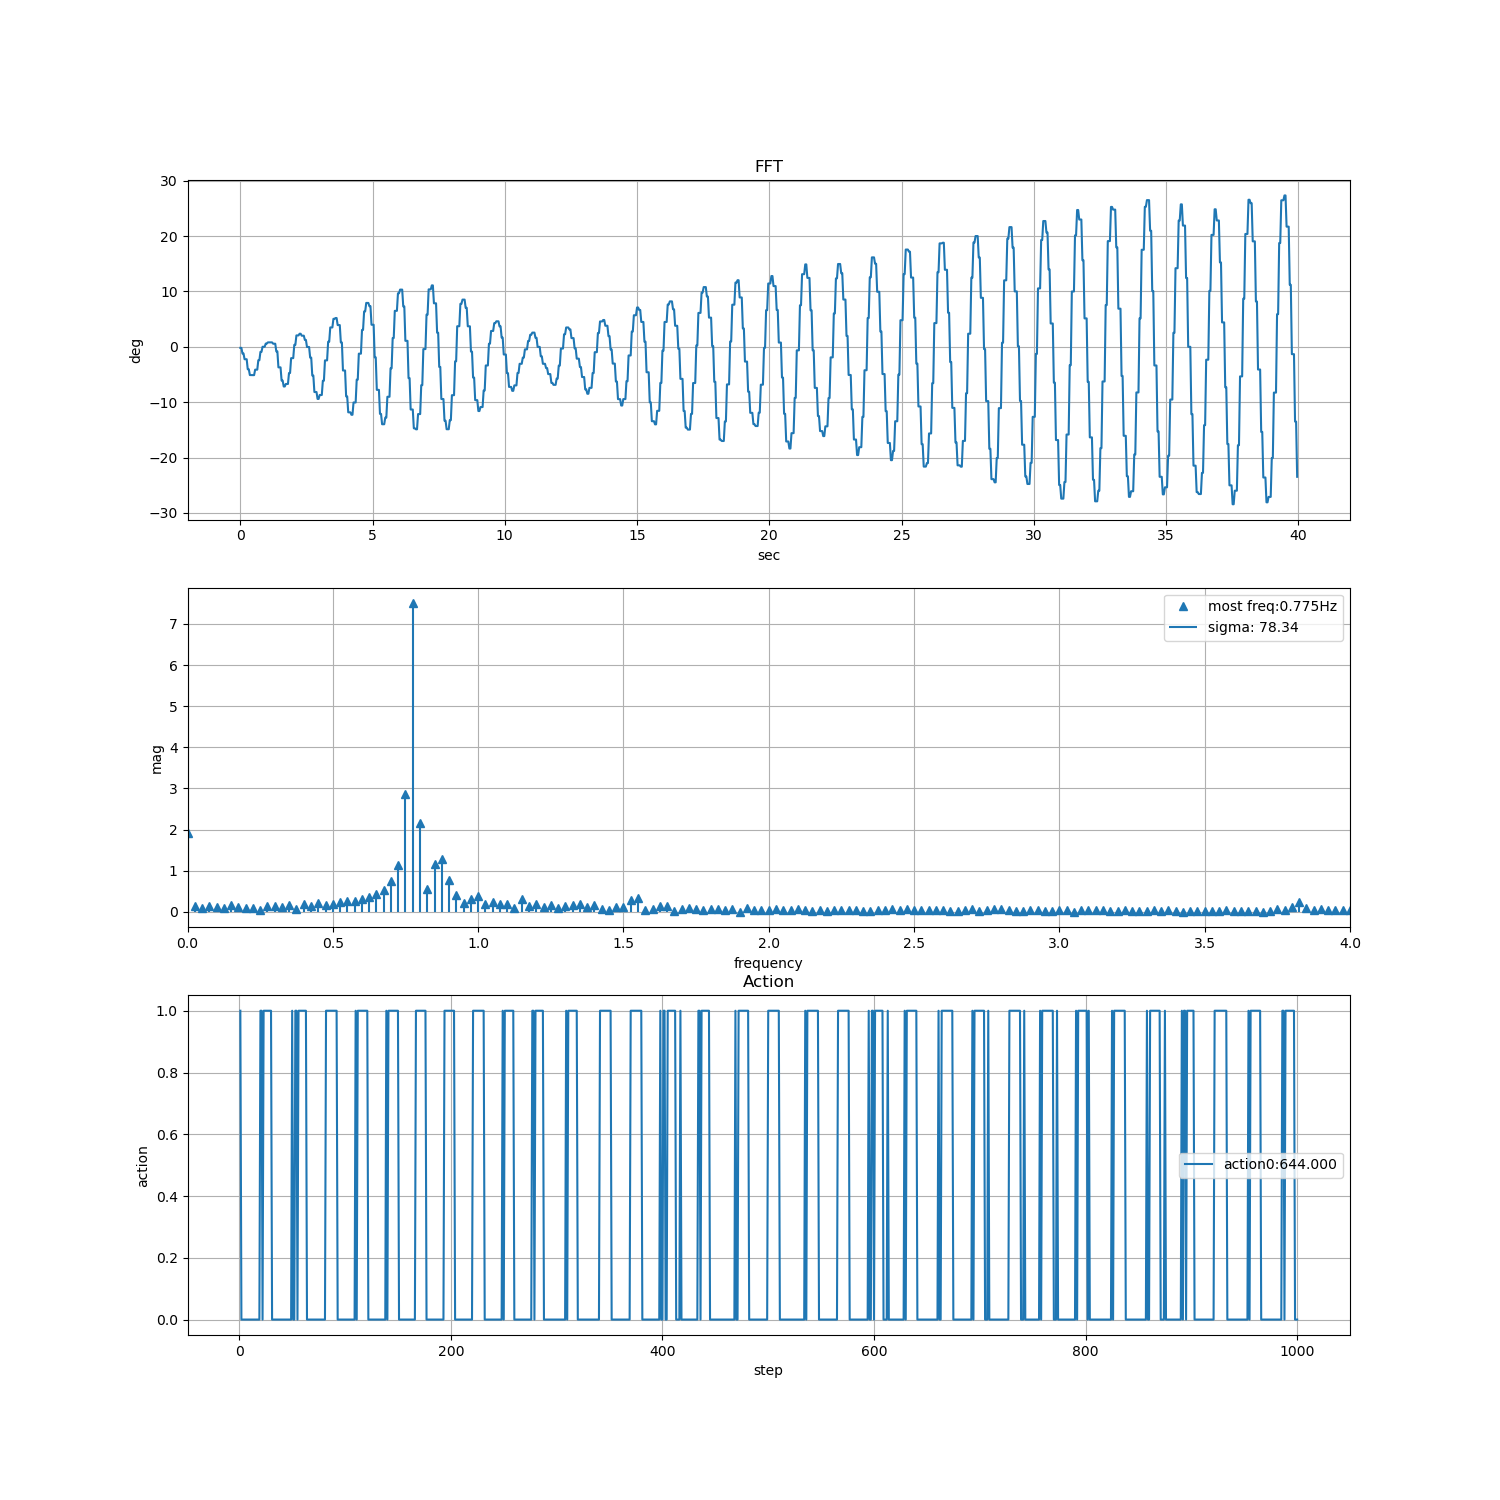 FFT
30
20
10
0
−10
−20
−30
deg
0 5 10 15 20 25 30 35 40
sec
7
6
5
4
3
2
1
0
mag
most freq:0.775Hz
sigma: 78.34
0.0 0.5 1.0 1.5 2.0 2.5 3.0 3.5 4.0
frequency
Action
1.0
0.8
0.6
0.4
0.2
0.0
action
action0:644.000
0 200 400 600 800 1000
step